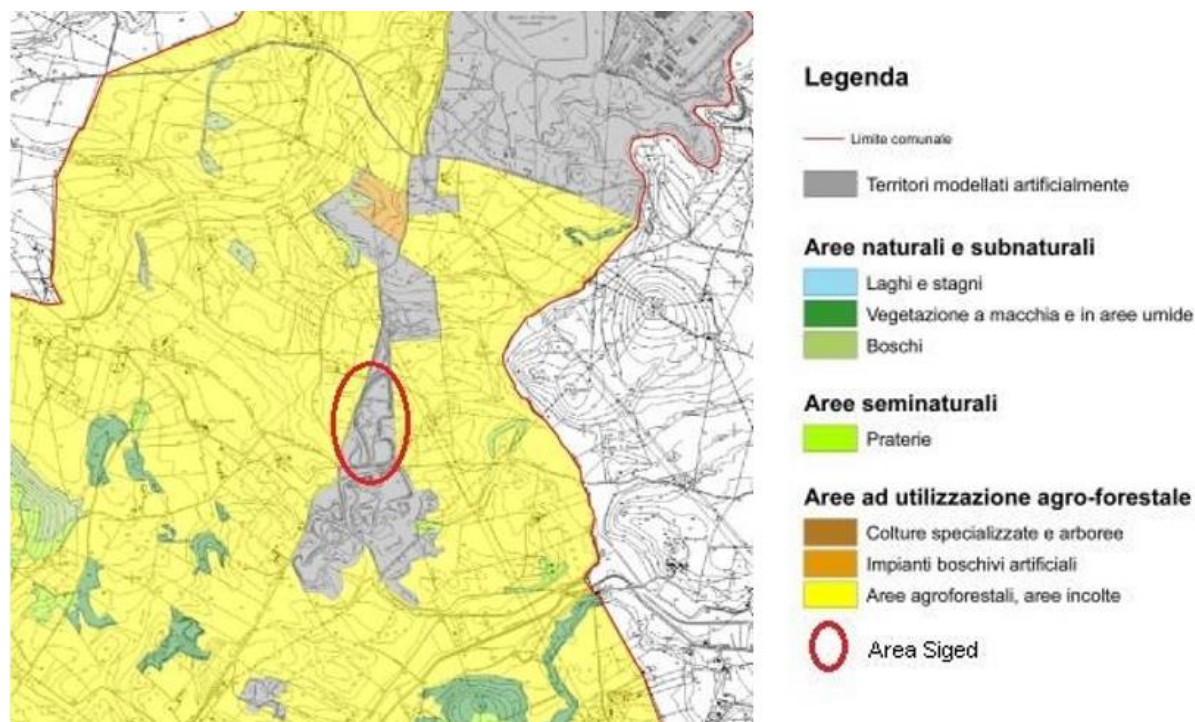 Legenda
Limite comunale
Territori modellati artificialmente
Aree naturali e subnaturali
Laghi e stagni
Vegetazione a macchia e in aree umide
Boschi
Aree seminaturali
Praterie
Aree ad utilizzazione agro-forestale
Colture specializzate e arboree
Impianti boschivi artificiali
Aree agroforestali, aree incolte
Area Siged